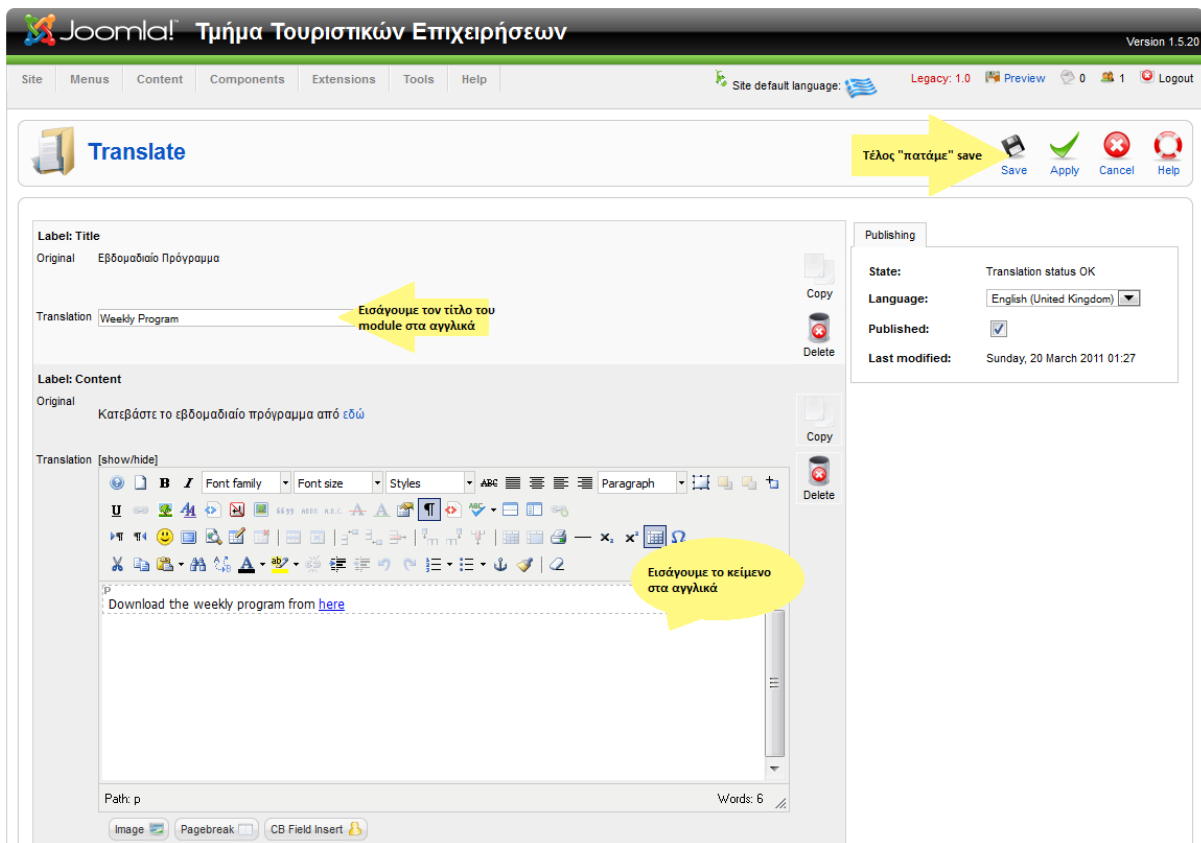 Joomla! Τμήμα Τουριστικών Επιχειρήσεων
Version 1.5.20
Site Menus Content Components Extensions Tools Help
Site default language:
Legacy: 1.0 Preview 0 1 Logout
Translate
Τέλος "πατάμε" save
Save Apply Cancel Help
Label: Title
Original Εβδομαδιαίο Πρόγραμμα
Copy
Translation Weekly Program
Εισάγουμε τον τίτλο του
module στα αγγλικά
Delete
Label: Content
Original
Κατεβάστε το εβδομαδιαίο πρόγραμμα από εδώ
Copy
Translation [show/hide]
Font family Font size Styles ABC Paragraph
Delete
Εισάγουμε το κείμενο
στα αγγλικά
P
Download the weekly program from here
Path: p
Words: 6
Image Pagebreak CB Field Insert
Publishing
State: Translation status OK
Language: English (United Kingdom)
Published:
Last modified: Sunday, 20 March 2011 01:27